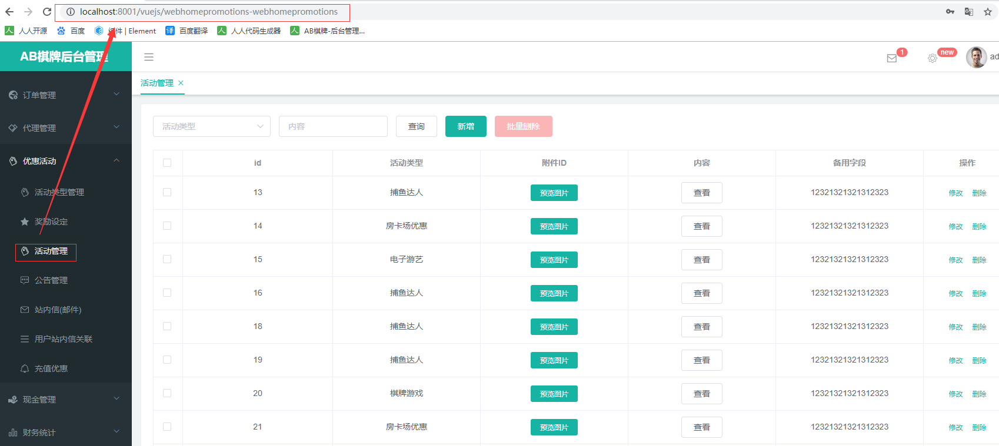 localhost:8001/vuejs/webhomepromotions-webhomepromotions
人人开源 百度 组件 | Element 百度翻译 人人代码生成器 AB棋牌-后台管理...
AB棋牌后台管理
1 new ad
活动管理 ×
订单管理
代理管理
优惠活动
活动类型管理
奖励设定
活动管理
公告管理
站内信(邮件)
用户站内信关联
充值优惠
现金管理
财务统计
活动类型 内容 查询 新增 批量删除
id 活动类型 附件ID 内容 备用字段 操作
13 捕鱼达人 预览图片 查看 12321321321312323 修改 删除
14 房卡场优惠 预览图片 查看 12321321321312323 修改 删除
15 电子游艺 预览图片 查看 12321321321312323 修改 删除
16 捕鱼达人 预览图片 查看 12321321321312323 修改 删除
18 捕鱼达人 预览图片 查看 12321321321312323 修改 删除
19 捕鱼达人 预览图片 查看 12321321321312323 修改 删除
20 棋牌游戏 预览图片 查看 12321321321312323 修改 删除
21 房卡场优惠 预览图片 查看 12321321321312323 修改 删除